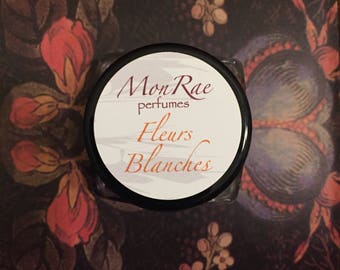 MonRae
perfumes
Fleurs
Blanches